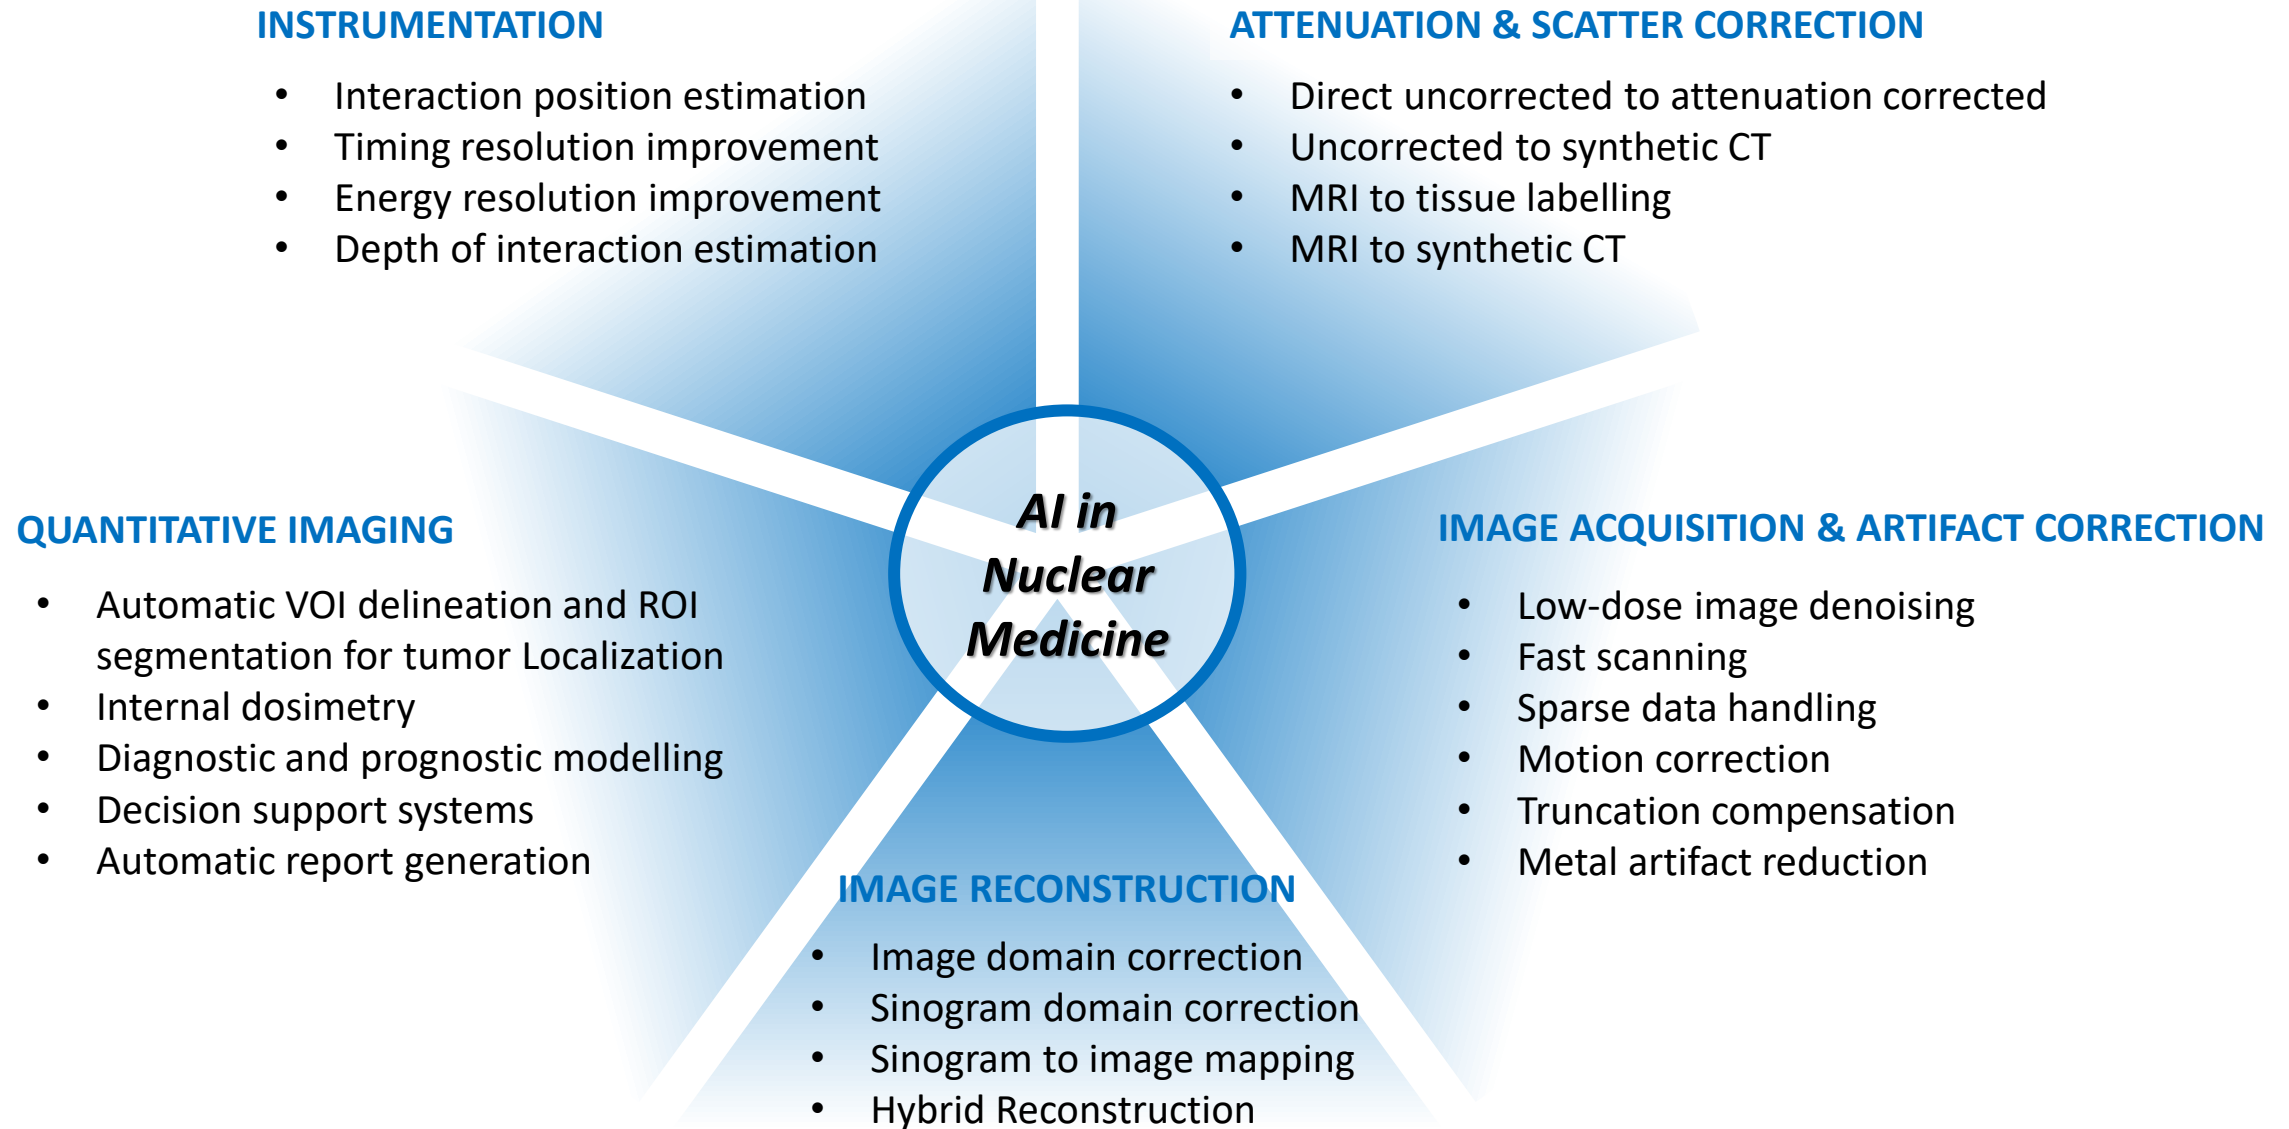 INSTRUMENTATION
• Interaction position estimation
• Timing resolution improvement
• Energy resolution improvement
• Depth of interaction estimation
ATTENUATION & SCATTER CORRECTION
• Direct uncorrected to attenuation corrected
• Uncorrected to synthetic CT
• MRI to tissue labelling
• MRI to synthetic CT
AI in
Nuclear
Medicine
QUANTITATIVE IMAGING
• Automatic VOI delineation and ROI
segmentation for tumor Localization
• Internal dosimetry
• Diagnostic and prognostic modelling
• Decision support systems
• Automatic report generation
IMAGE ACQUISITION & ARTIFACT CORRECTION
• Low-dose image denoising
• Fast scanning
• Sparse data handling
• Motion correction
• Truncation compensation
• Metal artifact reduction
IMAGE RECONSTRUCTION
• Image domain correction
• Sinogram domain correction
• Sinogram to image mapping
• Hybrid Reconstruction